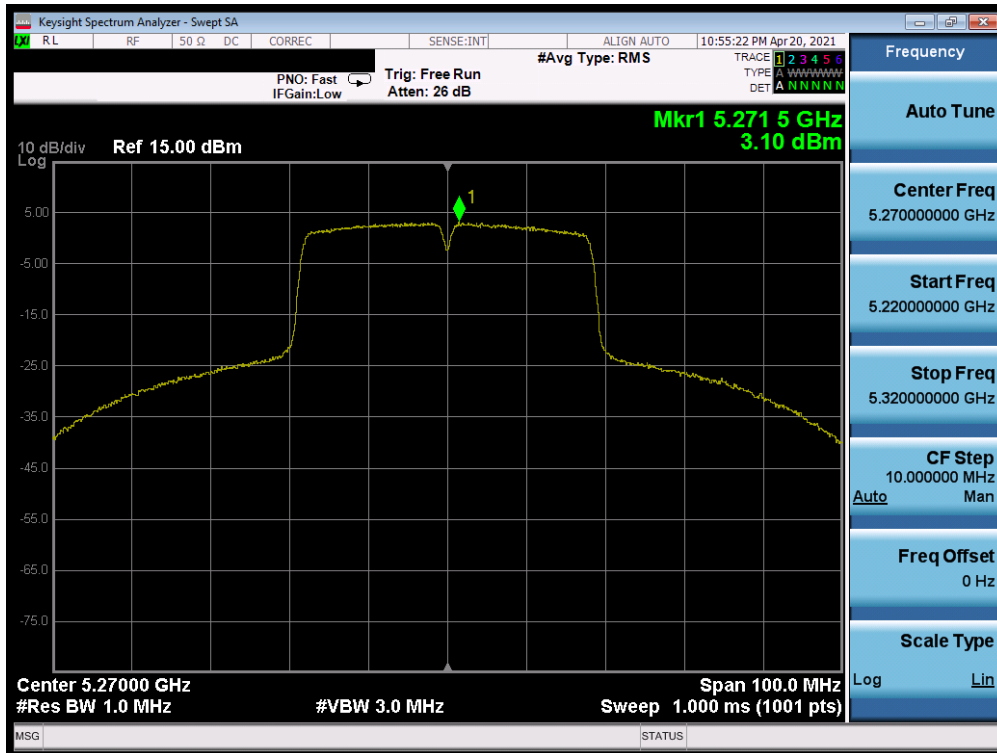 Keysight Spectrum Analyzer - Swept SA
LXI RL RF 50 Ω DC CORREC SENSE:INT ALIGN AUTO 10:55:22 PM Apr 20, 2021
#Avg Type: RMS
TRACE 1 2 3 4 5 6
TYPE A WWWWW
DET A N N N N N
PNO: Fast
IFGain:Low
Trig: Free Run
Atten: 26 dB
Mkr1 5.271 5 GHz
3.10 dBm
10 dB/div
Log
Ref 15.00 dBm
1
5.00
-5.00
-15.0
-25.0
-35.0
-45.0
-55.0
-65.0
-75.0
Center 5.27000 GHz
Span 100.0 MHz
#Res BW 1.0 MHz
#VBW 3.0 MHz
Sweep 1.000 ms (1001 pts)
MSG
STATUS
Frequency
Auto Tune
Center Freq
5.270000000 GHz
Start Freq
5.220000000 GHz
Stop Freq
5.320000000 GHz
CF Step
10.000000 MHz
Auto Man
Freq Offset
0 Hz
Scale Type
Log Lin